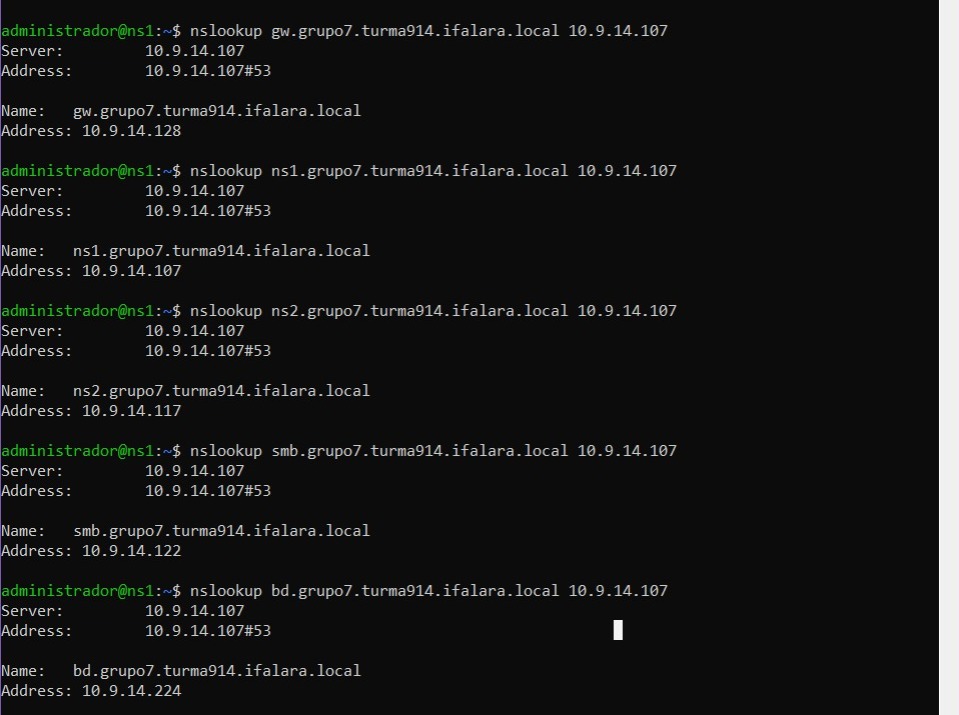 administrador@ns1:~$ nslookup gw.grupo7.turma914.ifalara.local 10.9.14.107
Server:		10.9.14.107
Address:	10.9.14.107#53

Name:	gw.grupo7.turma914.ifalara.local
Address: 10.9.14.128

administrador@ns1:~$ nslookup ns1.grupo7.turma914.ifalara.local 10.9.14.107
Server:		10.9.14.107
Address:	10.9.14.107#53

Name:	ns1.grupo7.turma914.ifalara.local
Address: 10.9.14.107

administrador@ns1:~$ nslookup ns2.grupo7.turma914.ifalara.local 10.9.14.107
Server:		10.9.14.107
Address:	10.9.14.107#53

Name:	ns2.grupo7.turma914.ifalara.local
Address: 10.9.14.117

administrador@ns1:~$ nslookup smb.grupo7.turma914.ifalara.local 10.9.14.107
Server:		10.9.14.107
Address:	10.9.14.107#53

Name:	smb.grupo7.turma914.ifalara.local
Address: 10.9.14.122

administrador@ns1:~$ nslookup bd.grupo7.turma914.ifalara.local 10.9.14.107
Server:		10.9.14.107
Address:	10.9.14.107#53

Name:	bd.grupo7.turma914.ifalara.local
Address: 10.9.14.224